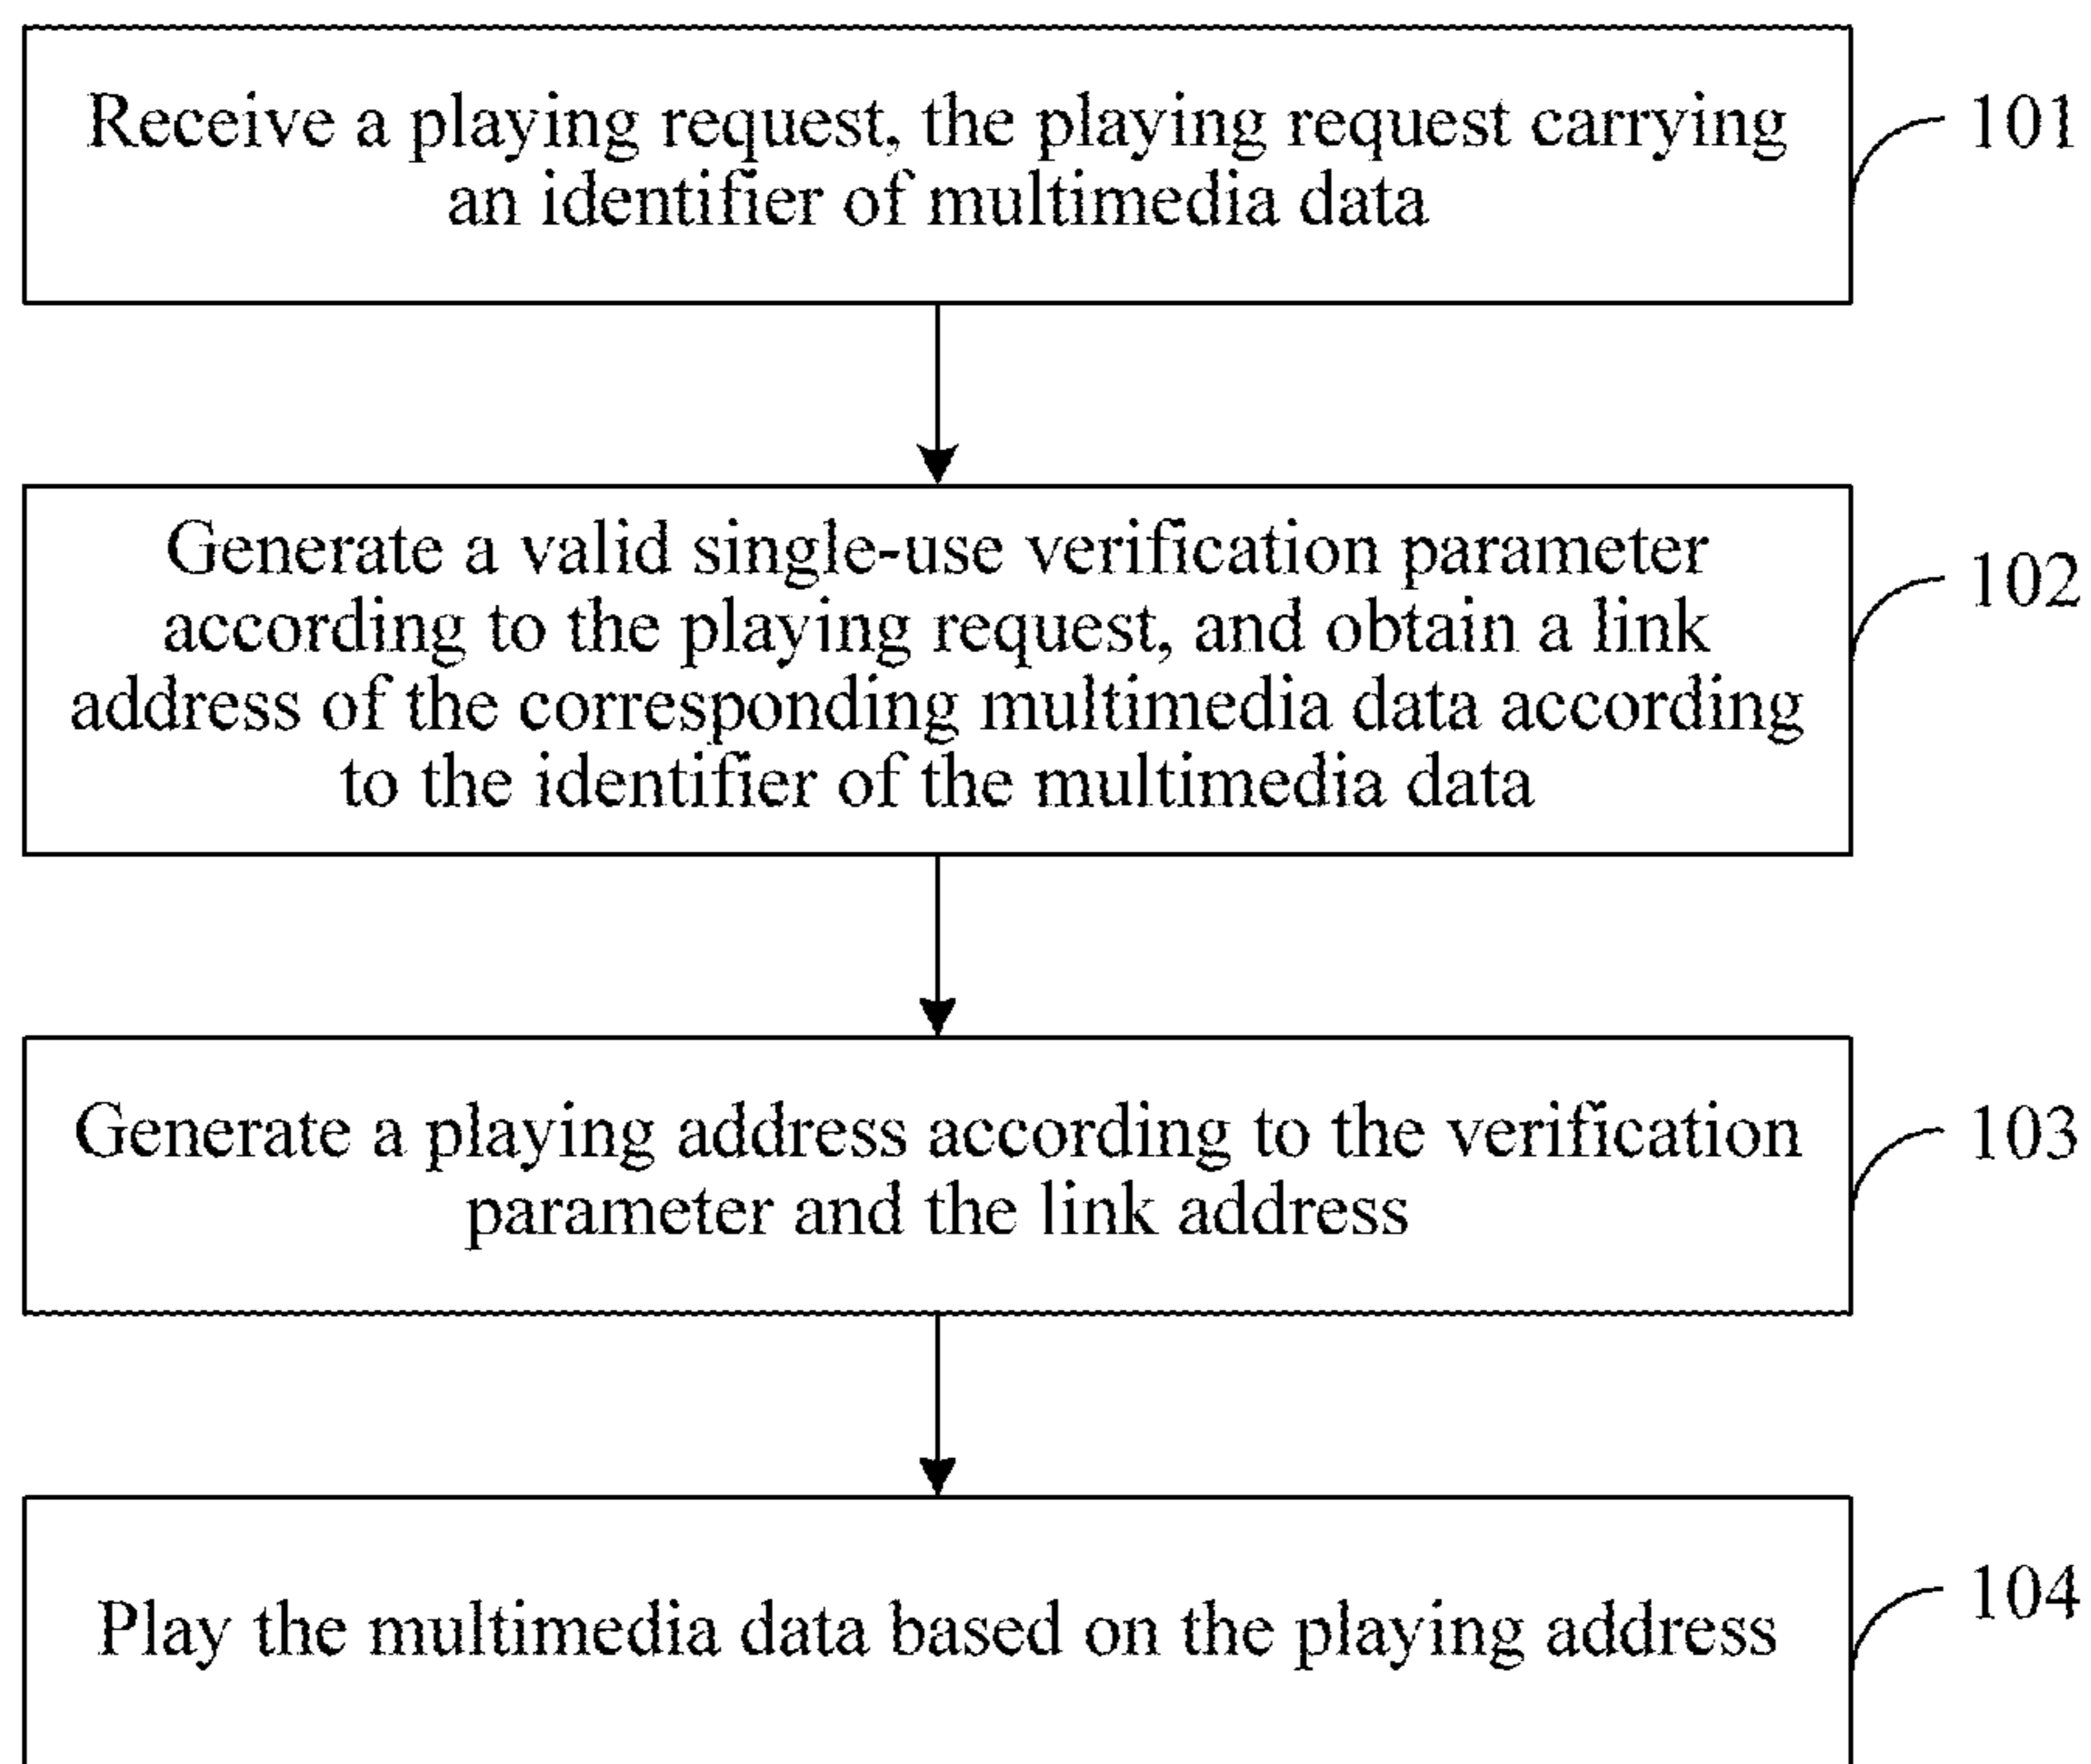 Receive a playing request, the playing request carrying
an identifier of multimedia data
101
Generate a valid single-use verification parameter
according to the playing request, and obtain a link
address of the corresponding multimedia data according
to the identifier of the multimedia data
102
Generate a playing address according to the verification
parameter and the link address
103
Play the multimedia data based on the playing address
104